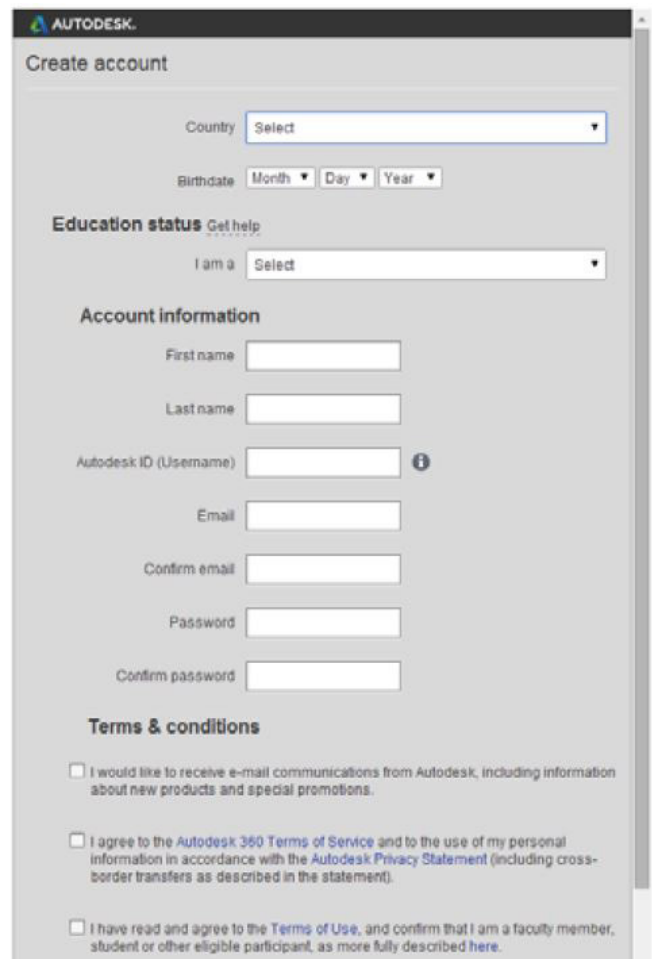 AUTODESK.
Create account
Country Select
Birthdate Month Day Year
Education status Get help
I am a Select
Account information
First name
Last name
Autodesk ID (Username)
Email
Confirm email
Password
Confirm password
Terms & conditions
I would like to receive e-mail communications from Autodesk, including information
about new products and special promotions.
I agree to the Autodesk 360 Terms of Service and to the use of my personal
information in accordance with the Autodesk Privacy Statement (including cross-
border transfers as described in the statement).
I have read and agree to the Terms of Use, and confirm that I am a faculty member,
student or other eligible participant, as more fully described here.